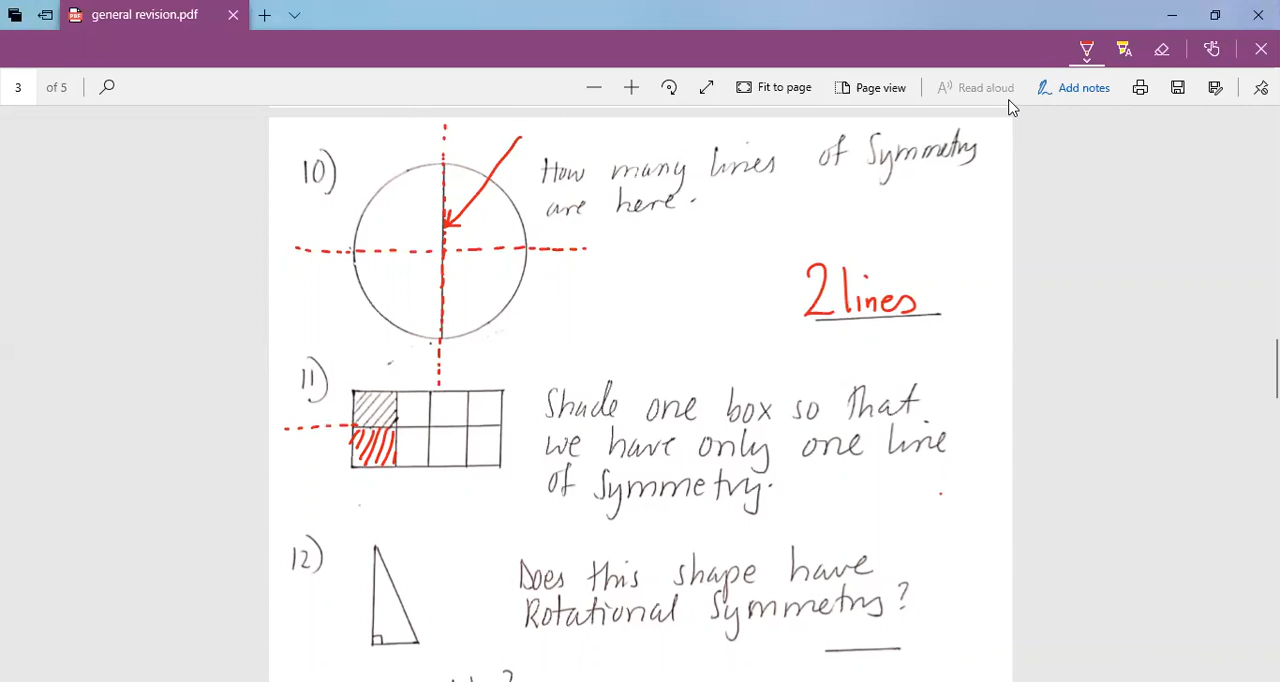 general revision.pdf
3 of 5
Fit to page
Page view
Read aloud
Add notes
10)
How many lines of Symmetry
are here.
2 lines
11)
Shade one box so that
we have only one line
of Symmetry.
12)
Does this shape have
Rotational Symmetry?